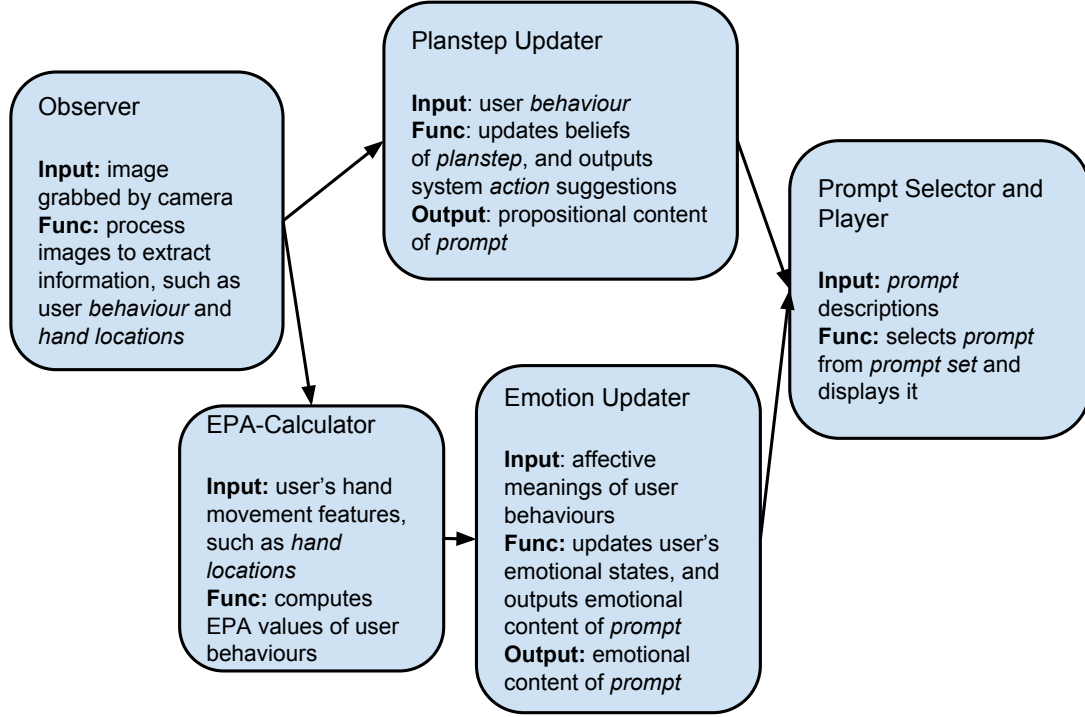 Observer
Input: image
grabbed by camera
Func: process
images to extract
information, such as
user behaviour and
hand locations
Planstep Updater
Input: user behaviour
Func: updates beliefs
of planstep, and outputs
system action suggestions
Output: propositional content
of prompt
EPA-Calculator
Input: user's hand
movement features,
such as hand
locations
Func: computes
EPA values of user
behaviours
Emotion Updater
Input: affective
meanings of user
behaviours
Func: updates user's
emotional states, and
outputs emotional
content of prompt
Output: emotional
content of prompt
Prompt Selector and
Player
Input: prompt
descriptions
Func: selects prompt
from prompt set and
displays it